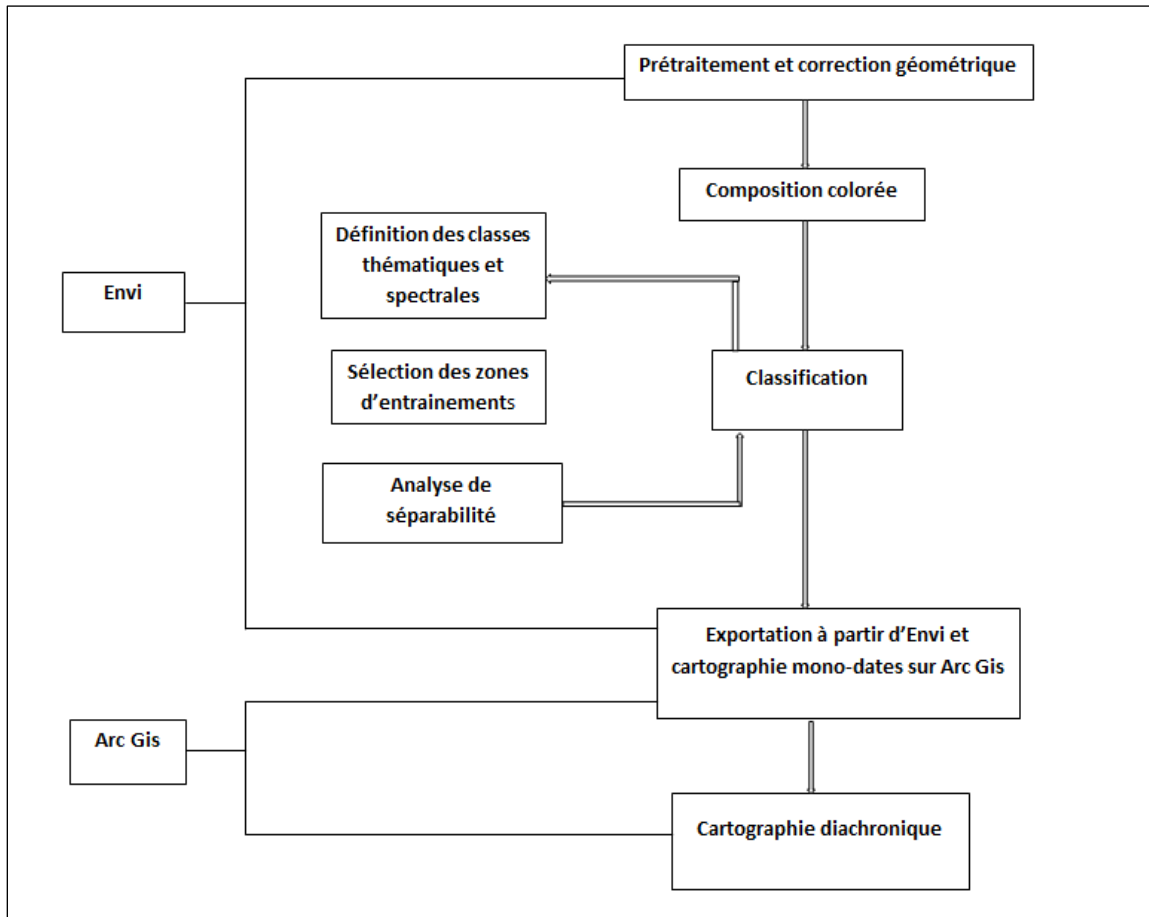 Prétraitement et correction géométrique
Composition colorée
Définition des classes
thématiques et
spectrales
Envi
Sélection des zones
d’entrainements
Classification
Analyse de
séparabilité
Exportation à partir d’Envi et
cartographie mono-dates sur Arc Gis
Arc Gis
Cartographie diachronique